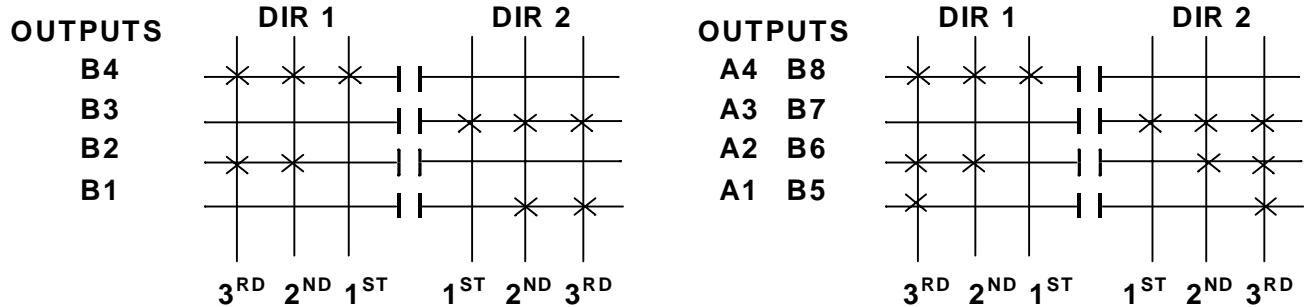 DIR 1 DIR 2
OUTPUTS
B4
B3
B2
B1
3RD 2ND 1ST 1ST 2ND 3RD
DIR 1 DIR 2
OUTPUTS
A4 B8
A3 B7
A2 B6
A1 B5
3RD 2ND 1ST 1ST 2ND 3RD